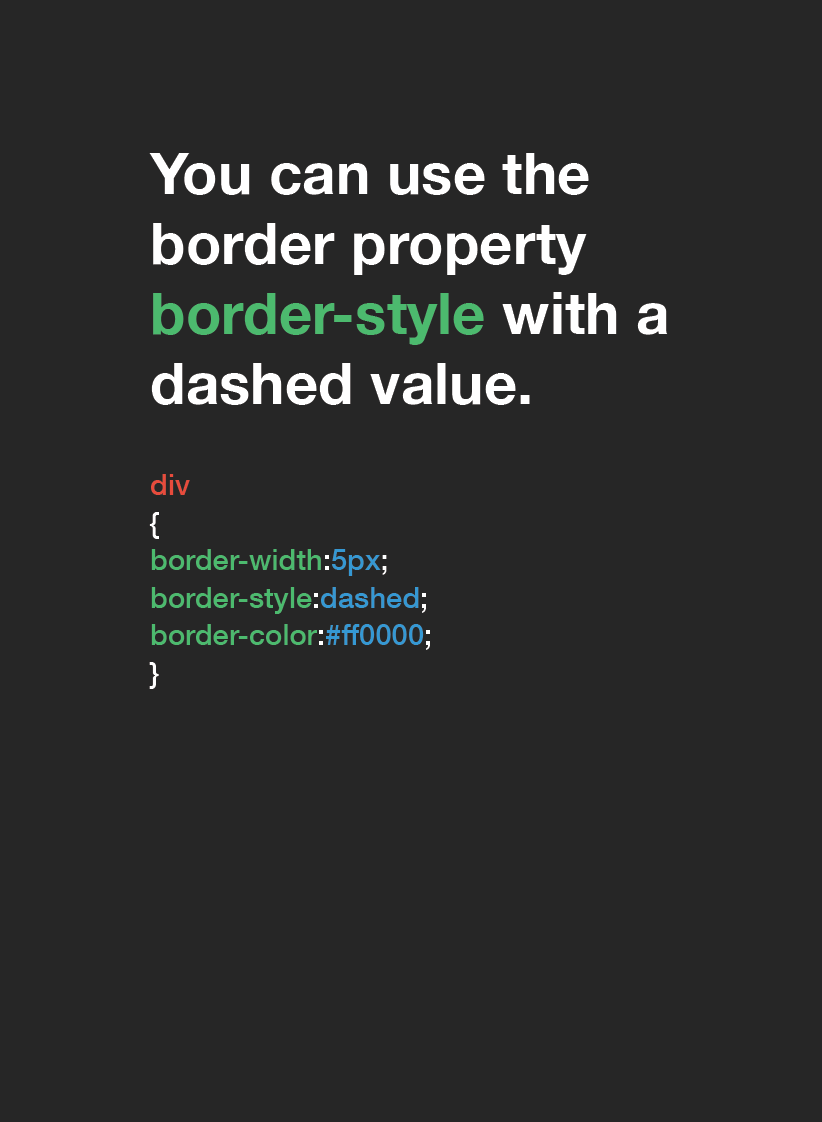 You can use the
border property
border-style with a
dashed value.
div
{
border-width:5px;
border-style:dashed;
border-color:#ff0000;
}